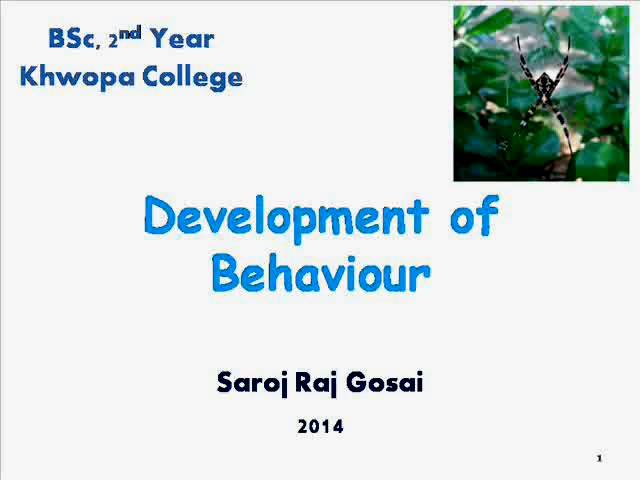 BSc, 2nd Year
Khwopa College
Development of
Behaviour
Saroj Raj Gosai
2014
1